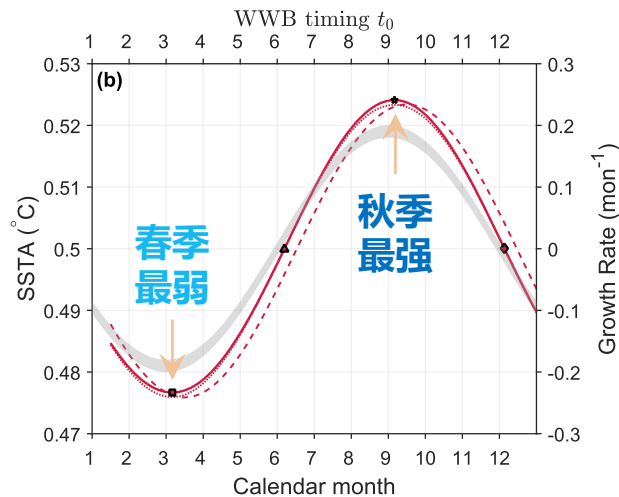 WWB timing t₀
1 2 3 4 5 6 7 8 9 10 11 12
(b)
0.53
0.52
0.51
0.5
0.49
0.48
0.47
SSTA (°C)
春季
最弱
秋季
最强
0.3
0.2
0.1
0
-0.1
-0.2
-0.3
Growth Rate (mon⁻¹)
1 2 3 4 5 6 7 8 9 10 11 12
Calendar month